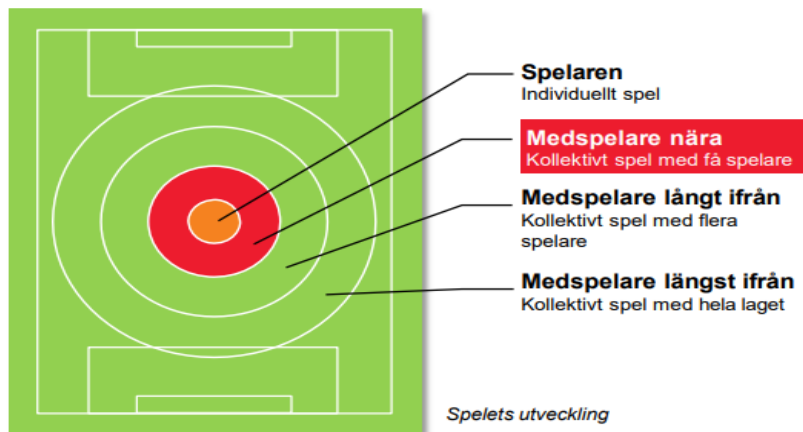 Spelaren
Individuellt spel
Medspelare nära
Kollektivt spel med få spelare
Medspelare långt ifrån
Kollektivt spel med flera
spelare
Medspelare längst ifrån
Kollektivt spel med hela laget
Spelets utveckling